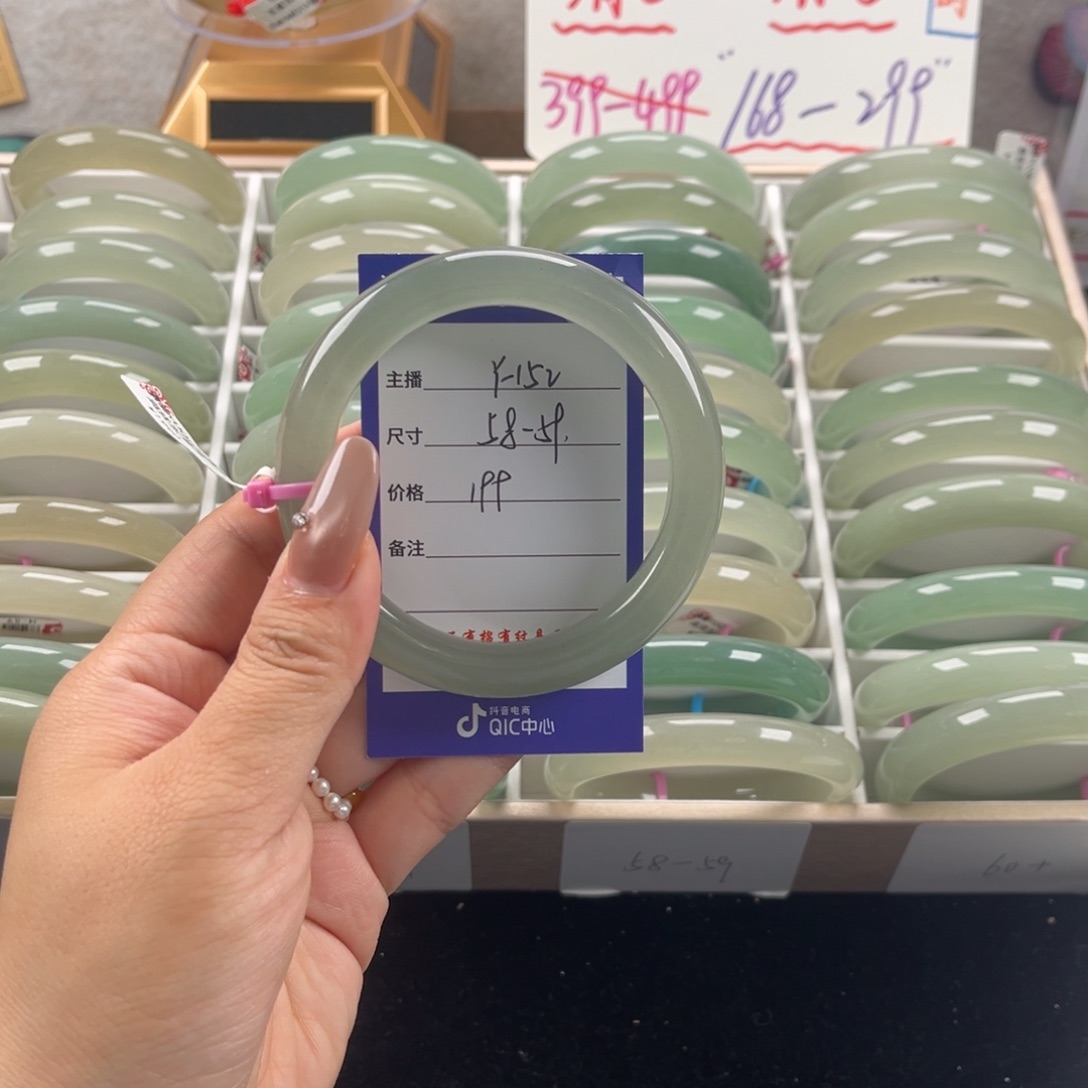 399-499 "168-299"
主播 Y-152
尺寸 58-59.
价格 199
备注
抖音电商
QIC中心
58-59
60+